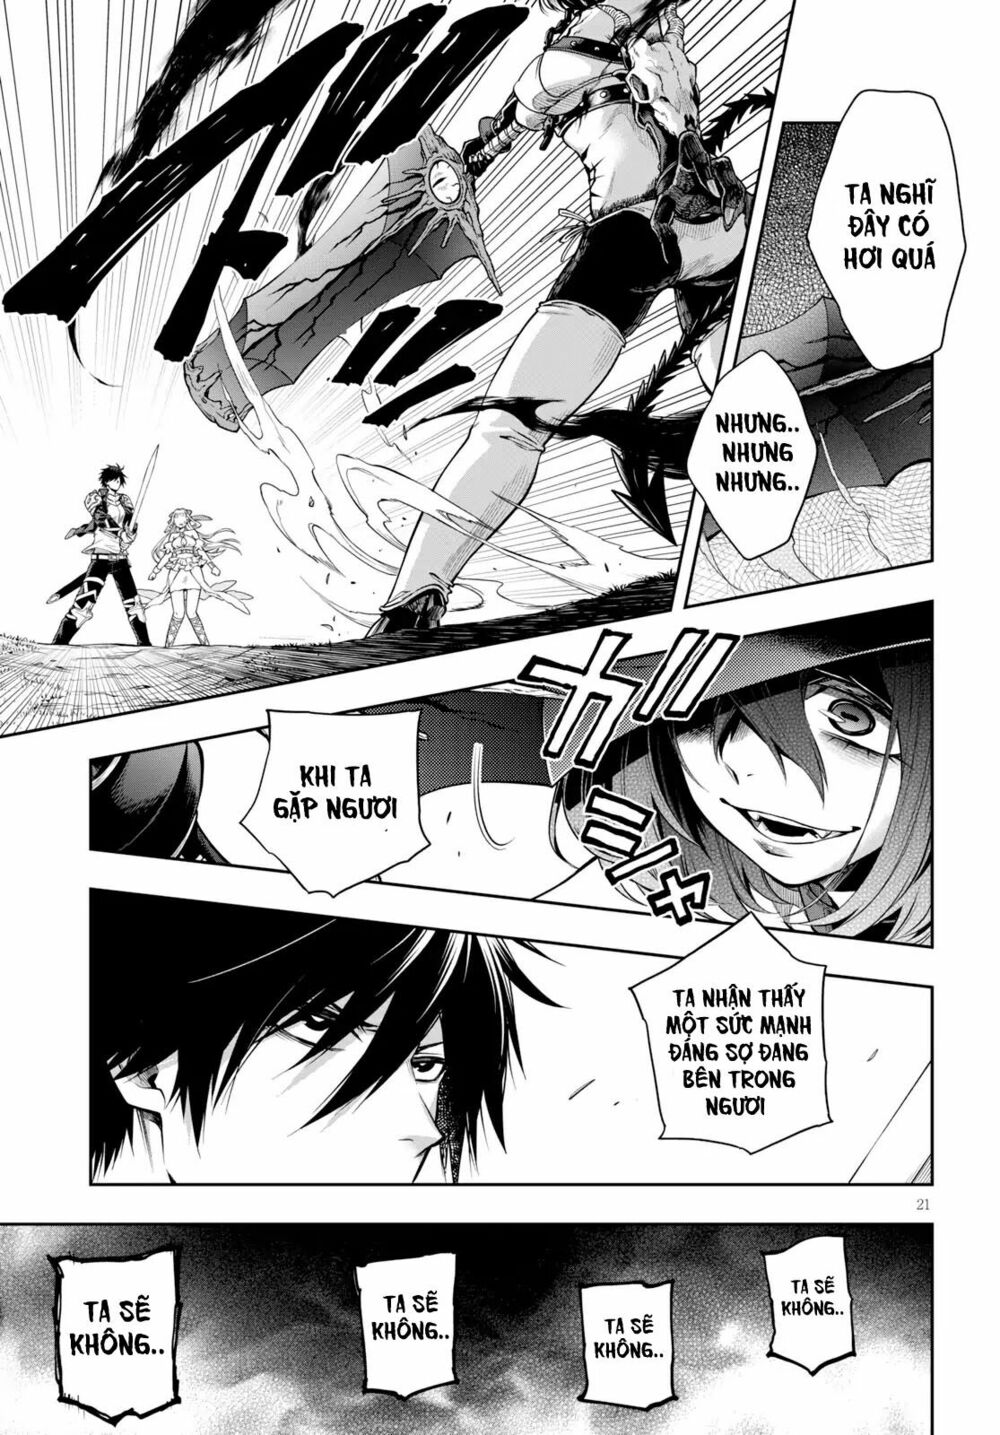 TA NGHĨ
ĐÂY CÓ
HƠI QUÁ
NHƯNG..
NHƯNG
NHƯNG..
KHI TA
GẶP NGƯƠI
TA NHẬN THẤY
MỘT SỨC MẠNH
ĐÁNG SỢ ĐANG
BÊN TRONG
NGƯƠI
21
TA SẼ
KHÔNG..
TA SẼ
KHÔNG..
TA SẼ
KHÔNG..
TA SẼ
KHÔNG..